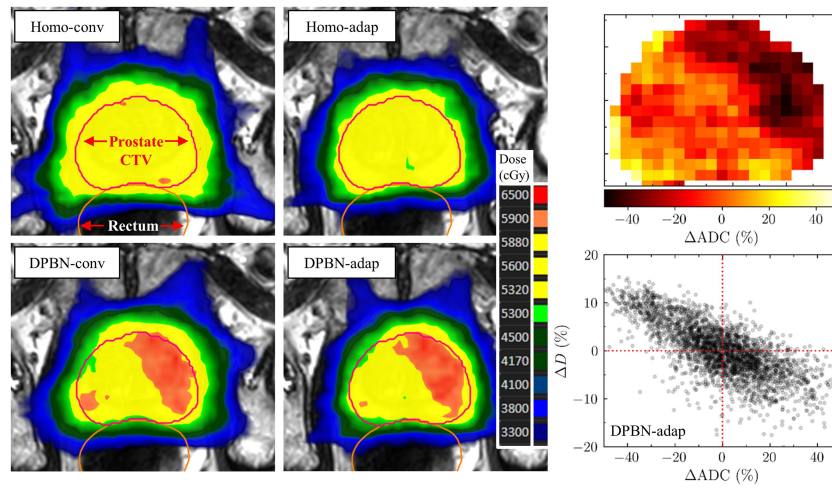 Homo-conv
Homo-adap
Prostate
CTV
Rectum
Dose
(cGy)
6500
5900
5880
5600
5320
5300
4500
4170
4100
3800
3300
DPBN-conv
DPBN-adap
-40 -20 0 20 40
ΔADC (%)
20
10
0
-10
-20
ΔD (%)
DPBN-adap
-40 -20 0 20 40
ΔADC (%)